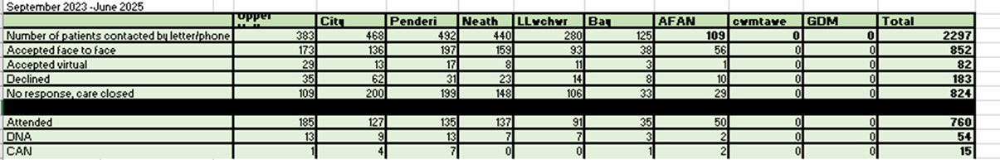 September 2023 -June 2025
Upper City Penderi Neath LLwchwr Bay AFAN cwmtawe GDM Total
Number of patients contacted by letter/phone 383 468 492 440 280 125 109 0 0 2297
Accepted face to face 173 136 197 159 93 38 56 0 0 852
Accepted virtual 29 13 17 8 11 3 1 0 0 82
Declined 35 62 31 23 14 8 10 0 0 183
No response, care closed 109 200 199 148 106 33 29 0 0 824
Attended 185 127 135 137 91 35 50 0 0 760
DNA 13 9 13 7 7 3 2 0 0 54
CAN 1 4 7 0 0 1 2 0 0 15